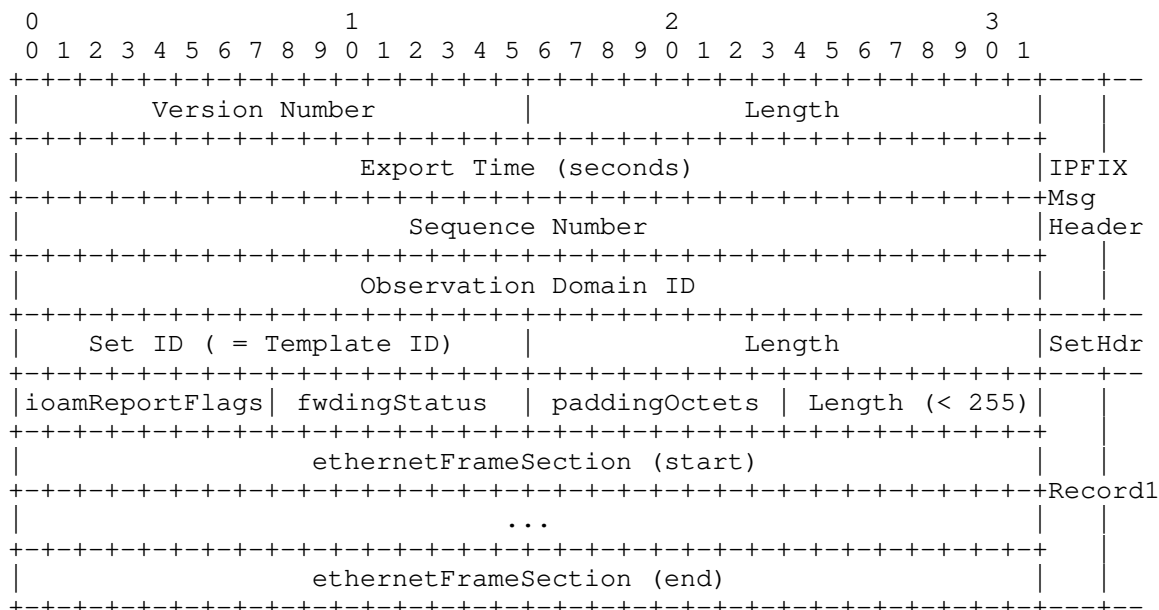 0                   1                   2                   3
 0 1 2 3 4 5 6 7 8 9 0 1 2 3 4 5 6 7 8 9 0 1 2 3 4 5 6 7 8 9 0 1
+-+-+-+-+-+-+-+-+-+-+-+-+-+-+-+-+-+-+-+-+-+-+-+-+-+-+-+-+-+-+-+-+---+--
|        Version Number         |             Length            |   |
+-+-+-+-+-+-+-+-+-+-+-+-+-+-+-+-+-+-+-+-+-+-+-+-+-+-+-+-+-+-+-+-+   |
|                     Export Time (seconds)                     |IPFIX
+-+-+-+-+-+-+-+-+-+-+-+-+-+-+-+-+-+-+-+-+-+-+-+-+-+-+-+-+-+-+-+-+Msg
|                        Sequence Number                        |Header
+-+-+-+-+-+-+-+-+-+-+-+-+-+-+-+-+-+-+-+-+-+-+-+-+-+-+-+-+-+-+-+-+   |
|                     Observation Domain ID                     |   |
+-+-+-+-+-+-+-+-+-+-+-+-+-+-+-+-+-+-+-+-+-+-+-+-+-+-+-+-+-+-+-+-+---+--
|    Set ID ( = Template ID)    |             Length            |SetHdr
+-+-+-+-+-+-+-+-+-+-+-+-+-+-+-+-+-+-+-+-+-+-+-+-+-+-+-+-+-+-+-+-+---+--
|ioamReportFlags| fwdingStatus  | paddingOctets | Length (< 255)|   |
+-+-+-+-+-+-+-+-+-+-+-+-+-+-+-+-+-+-+-+-+-+-+-+-+-+-+-+-+-+-+-+-+   |
|                  ethernetFrameSection (start)                 |   |
+-+-+-+-+-+-+-+-+-+-+-+-+-+-+-+-+-+-+-+-+-+-+-+-+-+-+-+-+-+-+-+-+Record1
|                              ...                              |   |
+-+-+-+-+-+-+-+-+-+-+-+-+-+-+-+-+-+-+-+-+-+-+-+-+-+-+-+-+-+-+-+-+   |
|                  ethernetFrameSection (end)                   |   |
+-+-+-+-+-+-+-+-+-+-+-+-+-+-+-+-+-+-+-+-+-+-+-+-+-+-+-+-+-+-+-+-+---+--